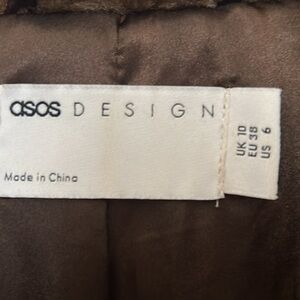 asos DESIGN
Made in China
UK 10
EU 38
US 6